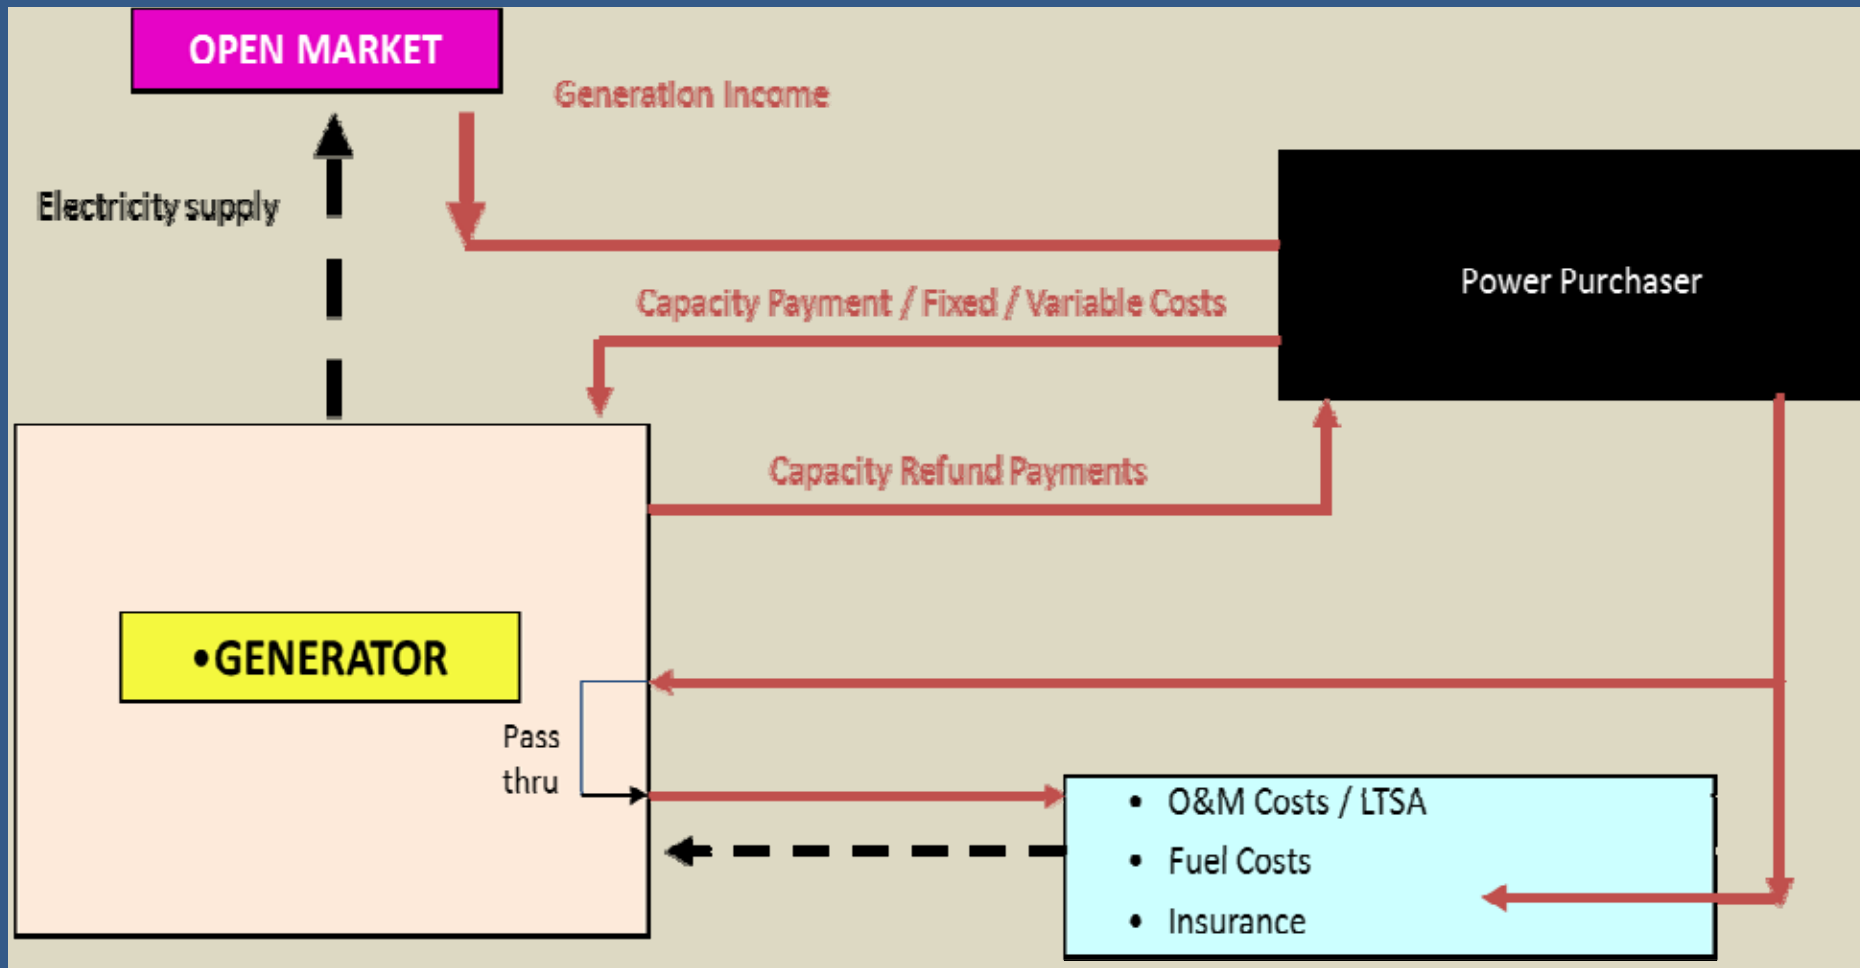 OPEN MARKET
Generation Income
Electricity supply
Power Purchaser
Capacity Payment / Fixed / Variable Costs
Capacity Refund Payments
•GENERATOR
Pass
thru
• O&M Costs / LTSA
• Fuel Costs
• Insurance